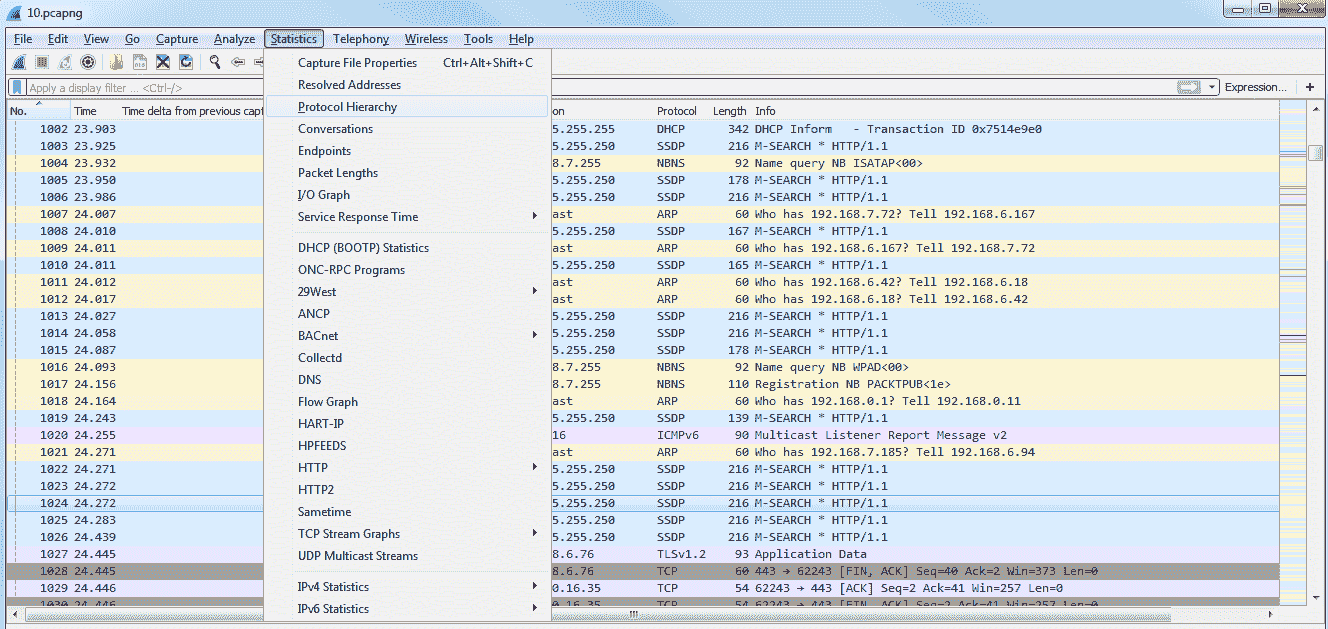 10.pcapng
File Edit View Go Capture Analyze Statistics Telephony Wireless Tools Help
Apply a display filter ... <Ctrl-/> Expression... +
No. Time Time delta from previous capt on Protocol Length Info
Capture File Properties Ctrl+Alt+Shift+C
Resolved Addresses
Protocol Hierarchy
Conversations
Endpoints
Packet Lengths
I/O Graph
Service Response Time
DHCP (BOOTP) Statistics
ONC-RPC Programs
29West
ANCP
BACnet
Collectd
DNS
Flow Graph
HART-IP
HPFEEDS
HTTP
HTTP2
Sametime
TCP Stream Graphs
UDP Multicast Streams
IPv4 Statistics
IPv6 Statistics
1002 23.903 5.255.255 DHCP 342 DHCP Inform - Transaction ID 0x7514e9e0
1003 23.925 5.255.250 SSDP 216 M-SEARCH * HTTP/1.1
1004 23.932 8.7.255 NBNS 92 Name query NB ISATAP<00>
1005 23.950 5.255.250 SSDP 178 M-SEARCH * HTTP/1.1
1006 23.986 5.255.250 SSDP 216 M-SEARCH * HTTP/1.1
1007 24.007 ast ARP 60 Who has 192.168.7.72? Tell 192.168.6.167
1008 24.010 5.255.250 SSDP 167 M-SEARCH * HTTP/1.1
1009 24.011 ast ARP 60 Who has 192.168.6.167? Tell 192.168.7.72
1010 24.011 5.255.250 SSDP 165 M-SEARCH * HTTP/1.1
1011 24.012 ast ARP 60 Who has 192.168.6.42? Tell 192.168.6.18
1012 24.017 ast ARP 60 Who has 192.168.6.18? Tell 192.168.6.42
1013 24.027 5.255.250 SSDP 216 M-SEARCH * HTTP/1.1
1014 24.058 5.255.250 SSDP 216 M-SEARCH * HTTP/1.1
1015 24.087 5.255.250 SSDP 178 M-SEARCH * HTTP/1.1
1016 24.093 8.7.255 NBNS 92 Name query NB WPAD<00>
1017 24.156 8.7.255 NBNS 110 Registration NB PACKTPUB<1e>
1018 24.164 ast ARP 60 Who has 192.168.0.1? Tell 192.168.0.11
1019 24.243 5.255.250 SSDP 139 M-SEARCH * HTTP/1.1
1020 24.255 16 ICMPv6 90 Multicast Listener Report Message v2
1021 24.271 ast ARP 60 Who has 192.168.7.185? Tell 192.168.6.94
1022 24.271 5.255.250 SSDP 216 M-SEARCH * HTTP/1.1
1023 24.272 5.255.250 SSDP 216 M-SEARCH * HTTP/1.1
1024 24.272 5.255.250 SSDP 216 M-SEARCH * HTTP/1.1
1025 24.283 5.255.250 SSDP 216 M-SEARCH * HTTP/1.1
1026 24.439 5.255.250 SSDP 216 M-SEARCH * HTTP/1.1
1027 24.445 8.6.76 TLSv1.2 93 Application Data
1028 24.445 8.6.76 TCP 60 443 → 62243 [FIN, ACK] Seq=40 Ack=2 Win=373 Len=0
1029 24.446 0.16.35 TCP 54 62243 → 443 [ACK] Seq=2 Ack=41 Win=257 Len=0
1030 24.446 0.16.35 TCP 54 62243 → 443 [FIN, ACK] Seq=2 Ack=41 Win=257 Len=0